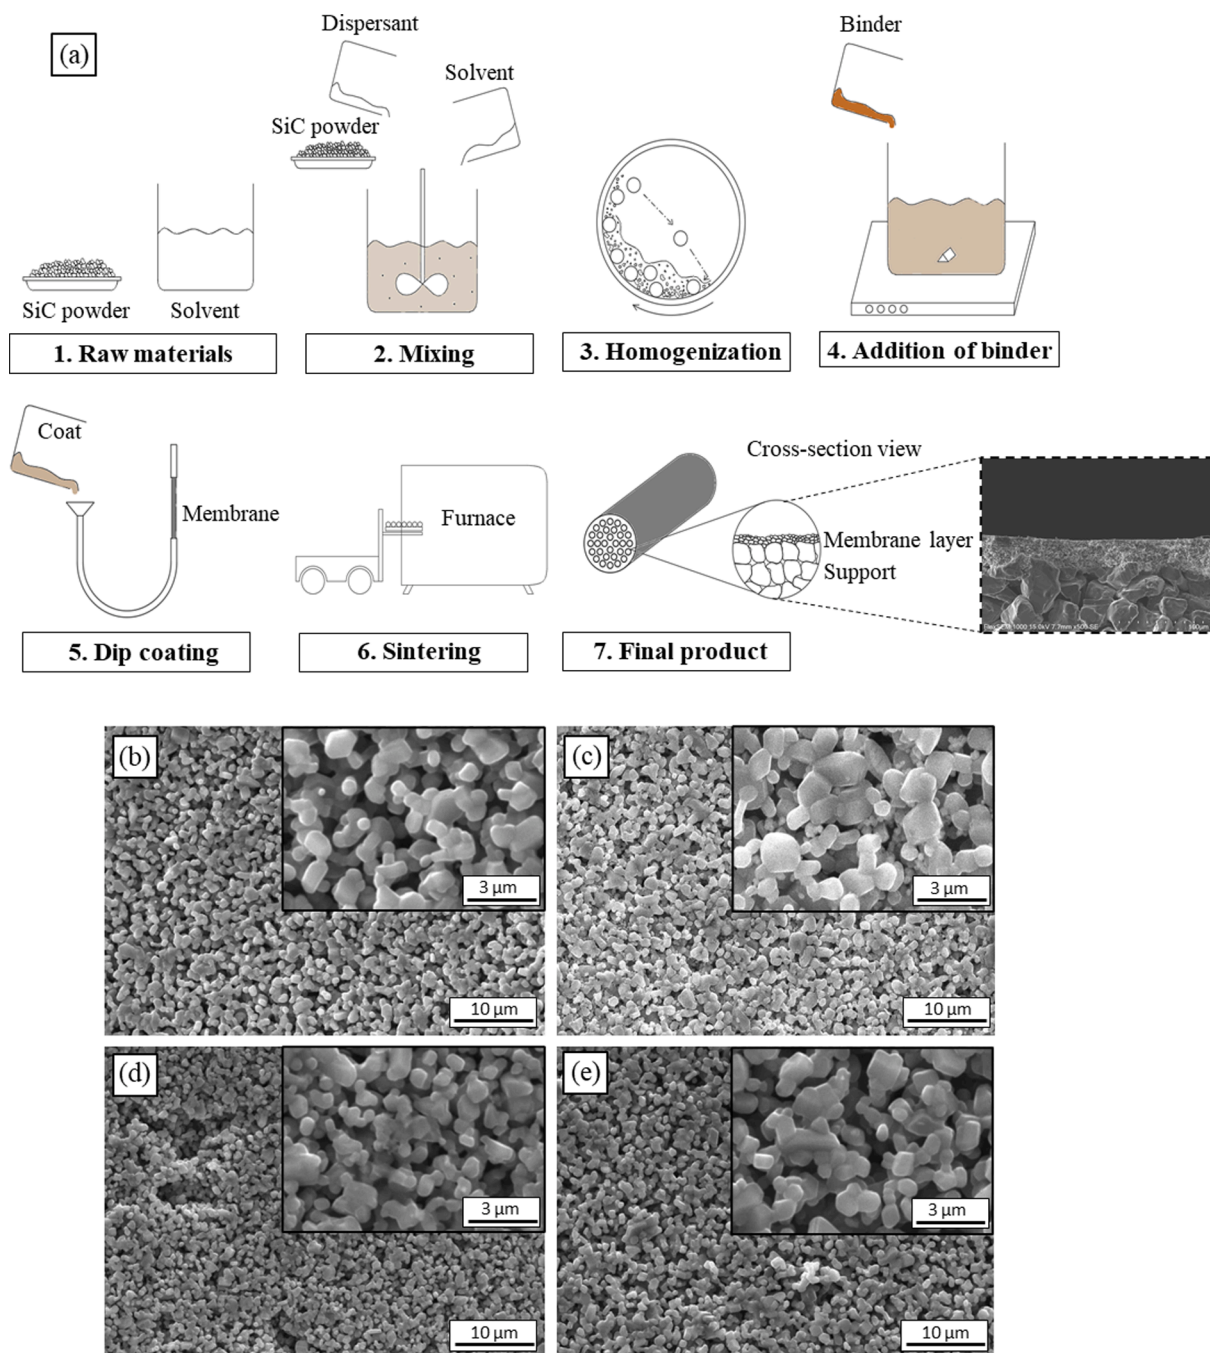 (a)
Dispersant
Solvent
SiC powder
Binder
SiC powder
Solvent
1. Raw materials
2. Mixing
3. Homogenization
4. Addition of binder
Coat
Membrane
Furnace
Cross-section view
Membrane layer
Support
5. Dip coating
6. Sintering
7. Final product
(b)
3 µm
10 µm
(c)
3 µm
10 µm
(d)
3 µm
10 µm
(e)
3 µm
10 µm